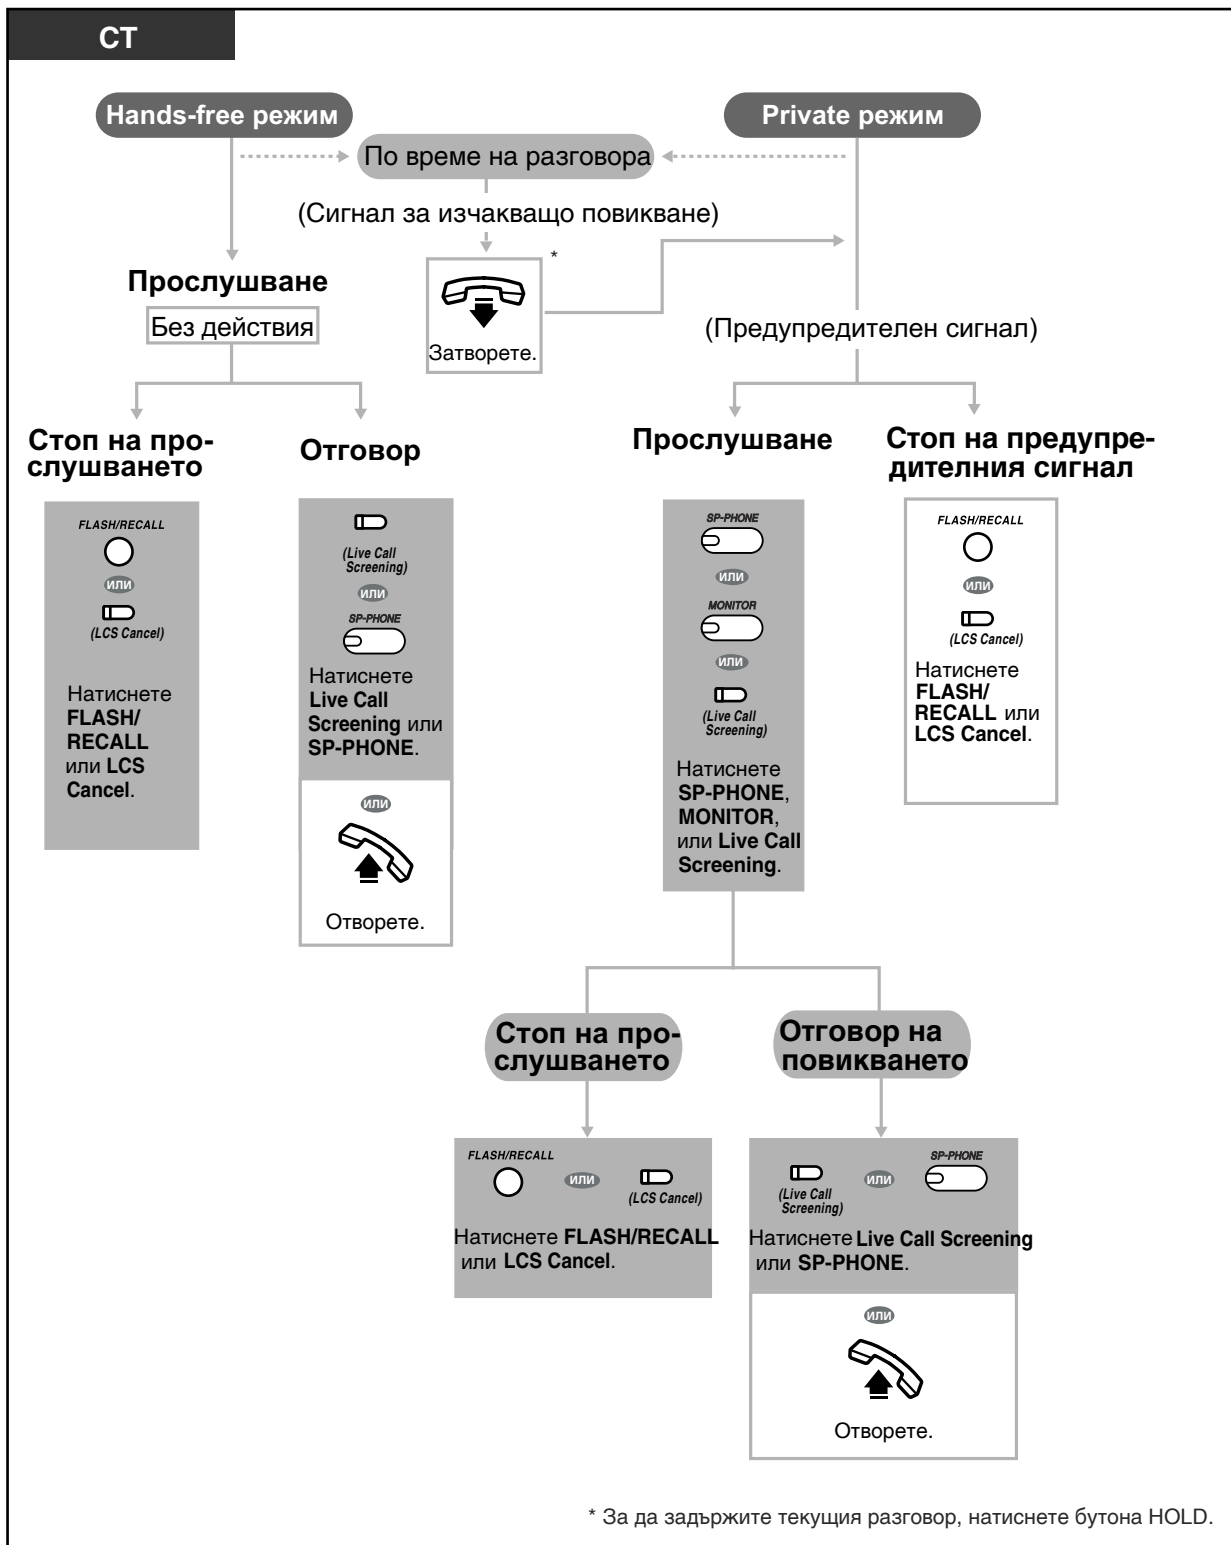 СТ
Hands-free режим
Private режим
По време на разговора
(Сигнал за изчакващо повикване)
*
Затворете.
Прослушване
Без действия
(Предупредителен сигнал)
Стоп на про-
слушването
Отговор
Прослушване
Стоп на предупре-
дителния сигнал
FLASH/RECALL
или
(LCS Cancel)
Натиснете
FLASH/
RECALL
или LCS
Cancel.
(Live Call
Screening)
или
SP-PHONE
Натиснете
Live Call
Screening или
SP-PHONE.
или
Отворете.
SP-PHONE
или
MONITOR
или
(Live Call
Screening)
Натиснете
SP-PHONE,
MONITOR,
или Live Call
Screening.
FLASH/RECALL
или
(LCS Cancel)
Натиснете
FLASH/
RECALL или
LCS Cancel.
Стоп на про-
слушването
Отговор на
повикването
FLASH/RECALL
или
(LCS Cancel)
Натиснете FLASH/RECALL
или LCS Cancel.
(Live Call
Screening)
или
SP-PHONE
Натиснете Live Call Screening
или SP-PHONE.
или
Отворете.
* За да задържите текущия разговор, натиснете бутона HOLD.